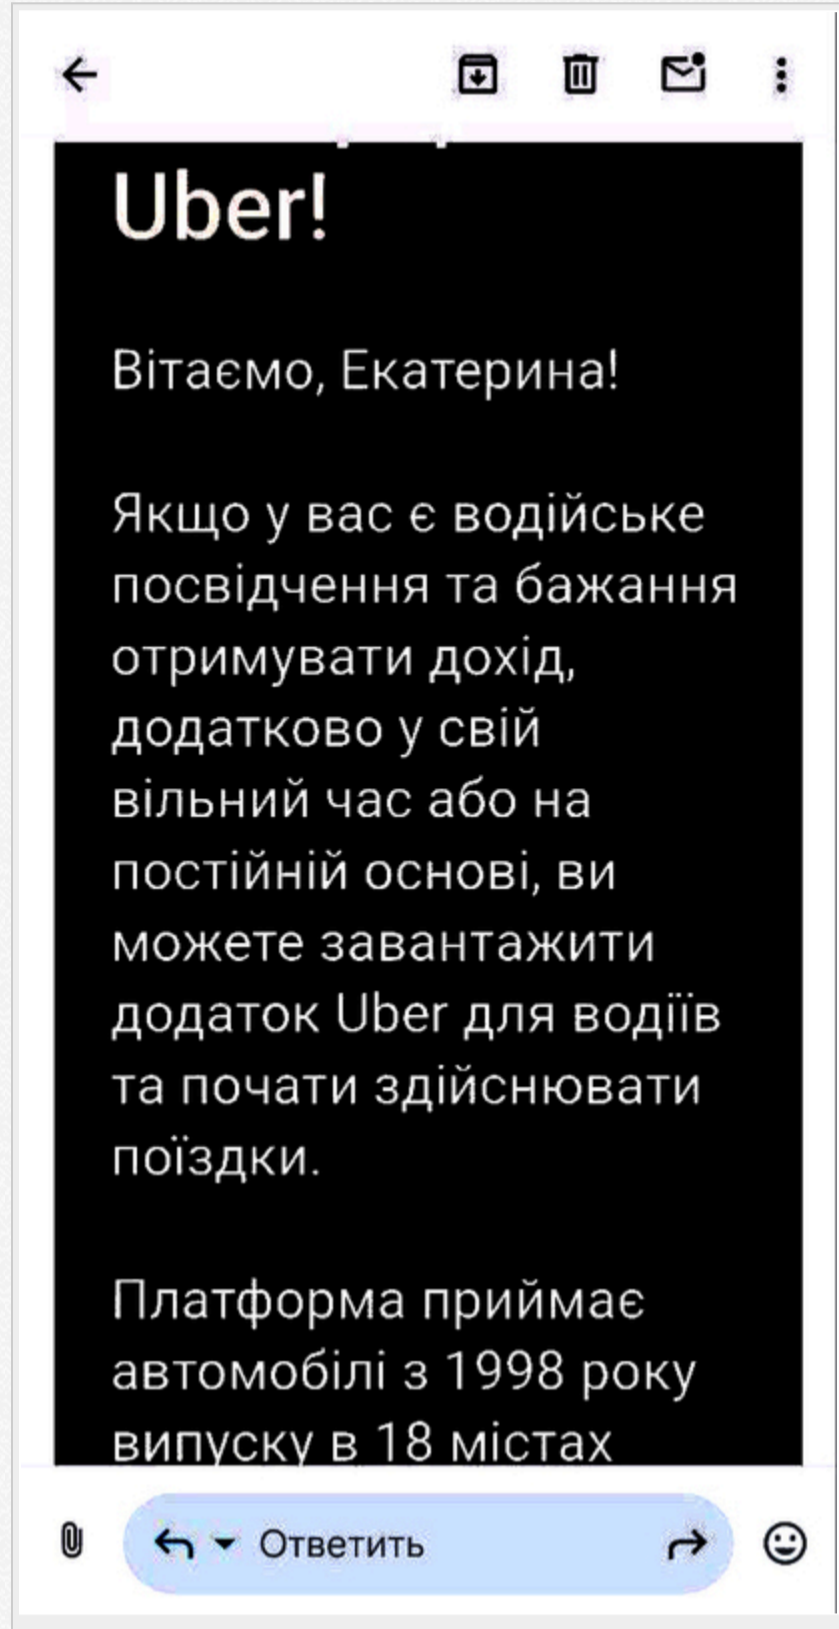 Uber!
Вітаємо, Екатерина!
Якщо у вас є водійське
посвідчення та бажання
отримувати дохід,
додатково у свій
вільний час або на
постійній основі, ви
можете завантажити
додаток Uber для водіїв
та почати здійснювати
поїздки.
Платформа приймає
автомобілі з 1998 року
випуску в 18 містах
Ответить